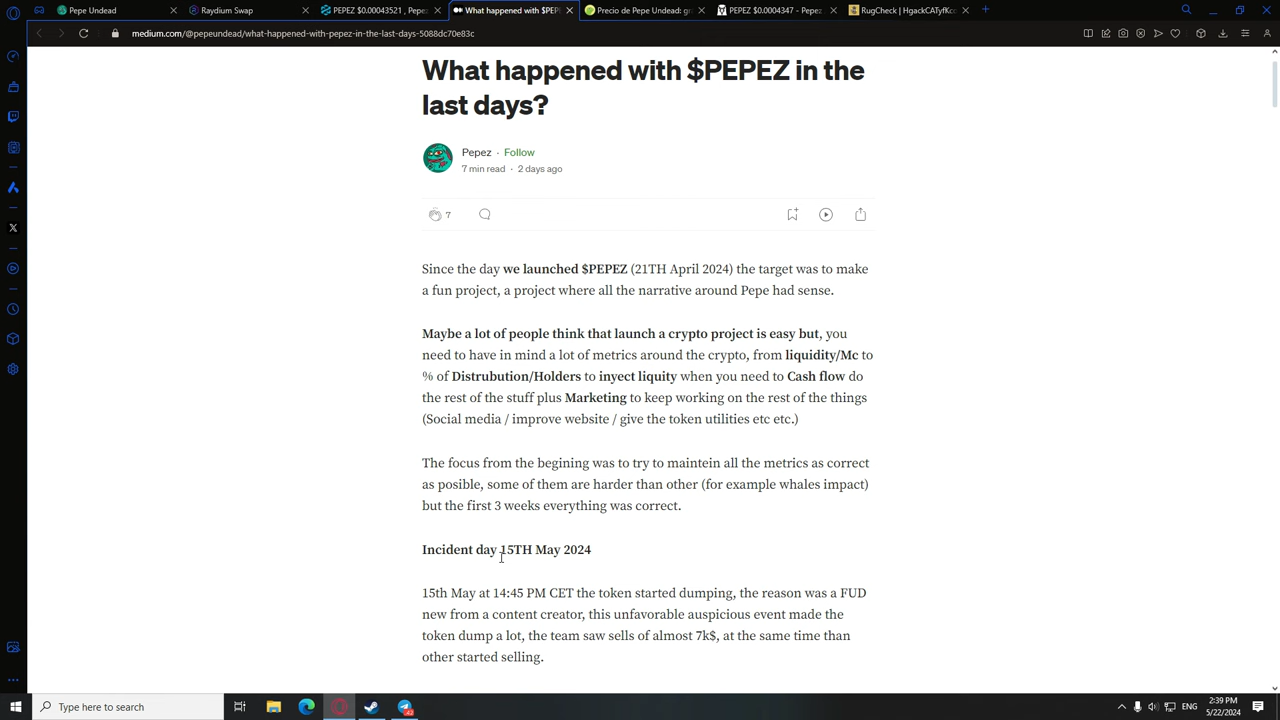 Pepe Undead
Raydium Swap
PEPEZ $0.00043521 , Pepe
What happened with $PEPE
Precio de Pepe Undead: gr
PEPEZ $0.0004347 - Pepez
RugCheck | HgackCATyfKco
medium.com/@pepeundead/what-happened-with-pepez-in-the-last-days-5088dc70e83c
What happened with $PEPEZ in the
last days?
Pepez · Follow
7 min read · 2 days ago
7
Since the day we launched $PEPEZ (21TH April 2024) the target was to make
a fun project, a project where all the narrative around Pepe had sense.
Maybe a lot of people think that launch a crypto project is easy but, you
need to have in mind a lot of metrics around the crypto, from liquidity/Mc to
% of Distrubution/Holders to inyect liquity when you need to Cash flow do
the rest of the stuff plus Marketing to keep working on the rest of the things
(Social media / improve website / give the token utilities etc etc.)
The focus from the begining was to try to maintein all the metrics as correct
as posible, some of them are harder than other (for example whales impact)
but the first 3 weeks everything was correct.
Incident day 15TH May 2024
15th May at 14:45 PM CET the token started dumping, the reason was a FUD
new from a content creator, this unfavorable auspicious event made the
token dump a lot, the team saw sells of almost 7k$, at the same time than
other started selling.
Type here to search
ENG
2:39 PM
5/22/2024